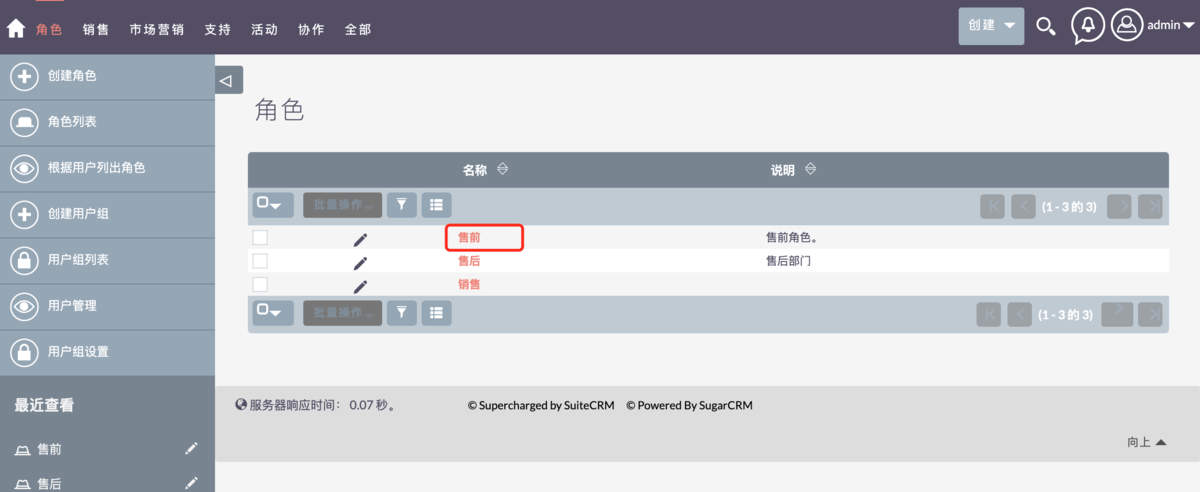 角色 销售 市场营销 支持 活动 协作 全部 创建 admin
创建角色
角色列表
根据用户列出角色
创建用户组
用户组列表
用户管理
用户组设置
最近查看
售前
售后
角色
名称 说明
批量操作 (1 - 3 的 3)
售前 售前角色。
售后 售后部门
销售
批量操作 (1 - 3 的 3)
服务器响应时间: 0.07 秒。 © Supercharged by SuiteCRM © Powered By SugarCRM
向上